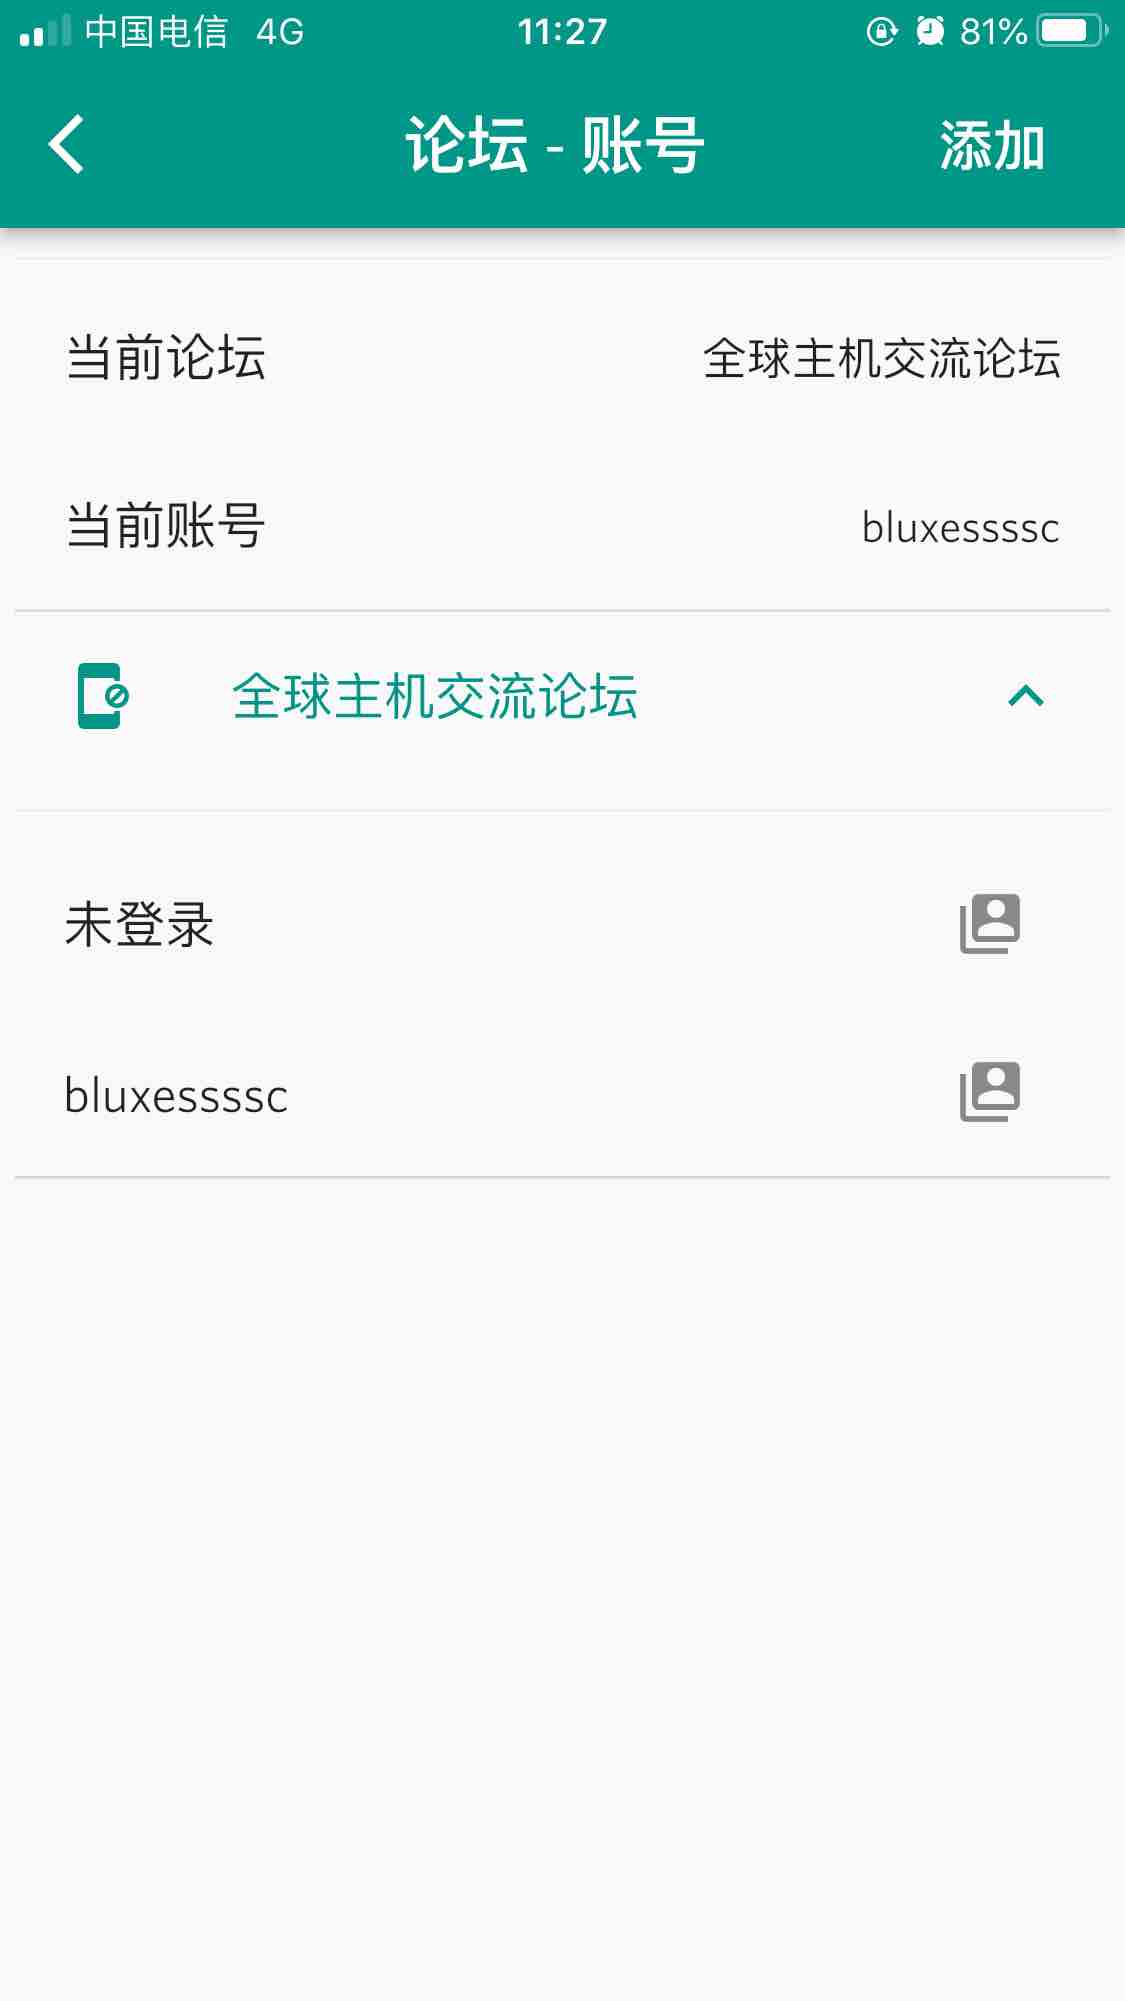 中国电信 4G 11:27 81%
论坛 - 账号 添加
当前论坛 全球主机交流论坛
当前账号 bluxessssc
全球主机交流论坛
未登录
bluxessssc